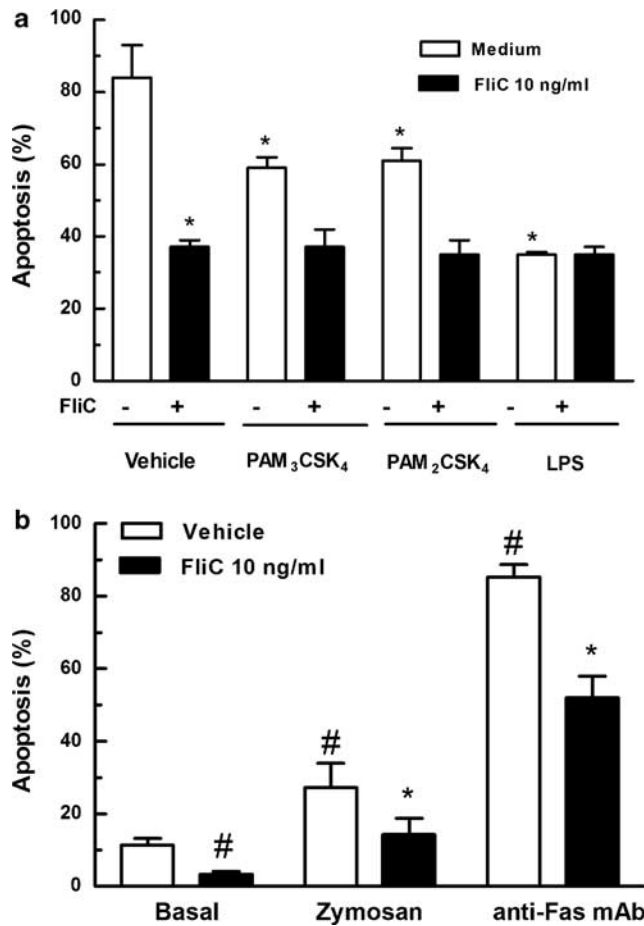 a
100
80
60
40
20
0
Apoptosis (%)
Medium
FliC 10 ng/ml
*
*
*
*
FliC - + - + - + - +
Vehicle PAM₃CSK₄ PAM₂CSK₄ LPS
b
100
80
60
40
20
0
Apoptosis (%)
Vehicle
FliC 10 ng/ml
#
#
*
#
*
Basal Zymosan anti-Fas mAb